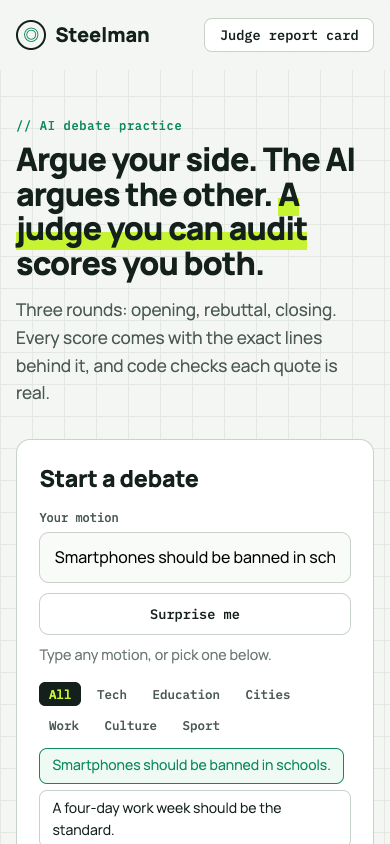 Steelman
Judge report card
// AI debate practice
Argue your side. The AI
argues the other. A
judge you can audit
scores you both.
Three rounds: opening, rebuttal, closing.
Every score comes with the exact lines
behind it, and code checks each quote is
real.
Start a debate
Your motion
Smartphones should be banned in sch
Surprise me
Type any motion, or pick one below.
All Tech Education Cities
Work Culture Sport
Smartphones should be banned in schools.
A four-day work week should be the
standard.